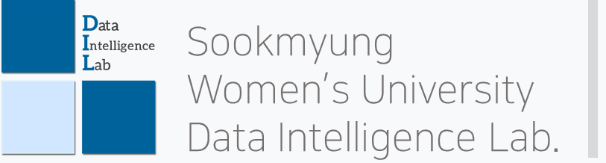 Data
Intelligence
Lab
Sookmyung
Women's University
Data Intelligence Lab.